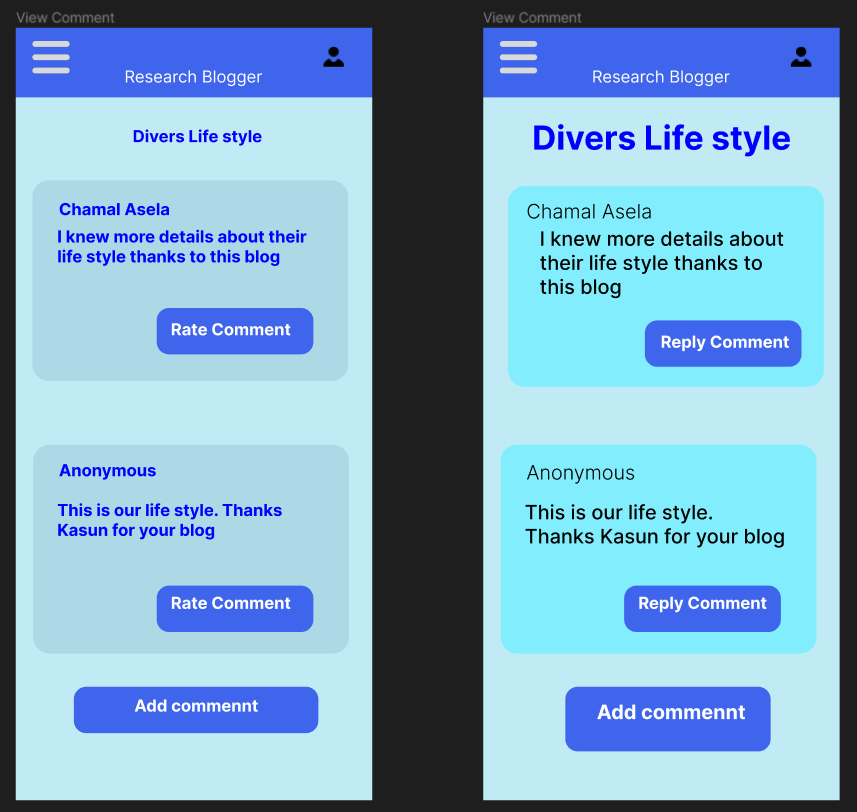 View Comment
Research Blogger
Divers Life style
Chamal Asela
I knew more details about their
life style thanks to this blog
Rate Comment
Anonymous
This is our life style. Thanks
Kasun for your blog
Rate Comment
Add commennt
View Comment
Research Blogger
Divers Life style
Chamal Asela
I knew more details about
their life style thanks to
this blog
Reply Comment
Anonymous
This is our life style.
Thanks Kasun for your blog
Reply Comment
Add commennt